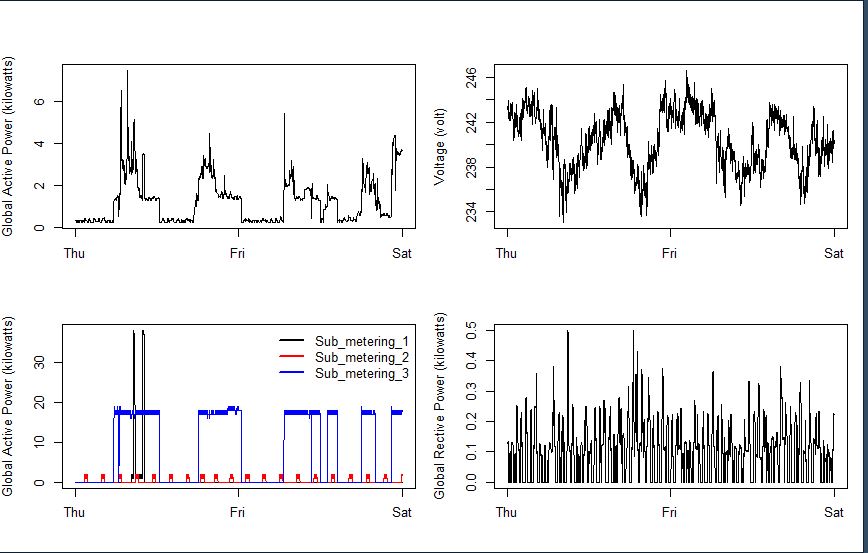 Global Active Power (kilowatts)
6
4
2
0
Thu
Fri
Sat
Voltage (volt)
246
242
238
234
Thu
Fri
Sat
Global Active Power (kilowatts)
30
20
10
0
Sub_metering_1
Sub_metering_2
Sub_metering_3
Thu
Fri
Sat
Global Rective Power (kilowatts)
0.5
0.4
0.3
0.2
0.1
0.0
Thu
Fri
Sat